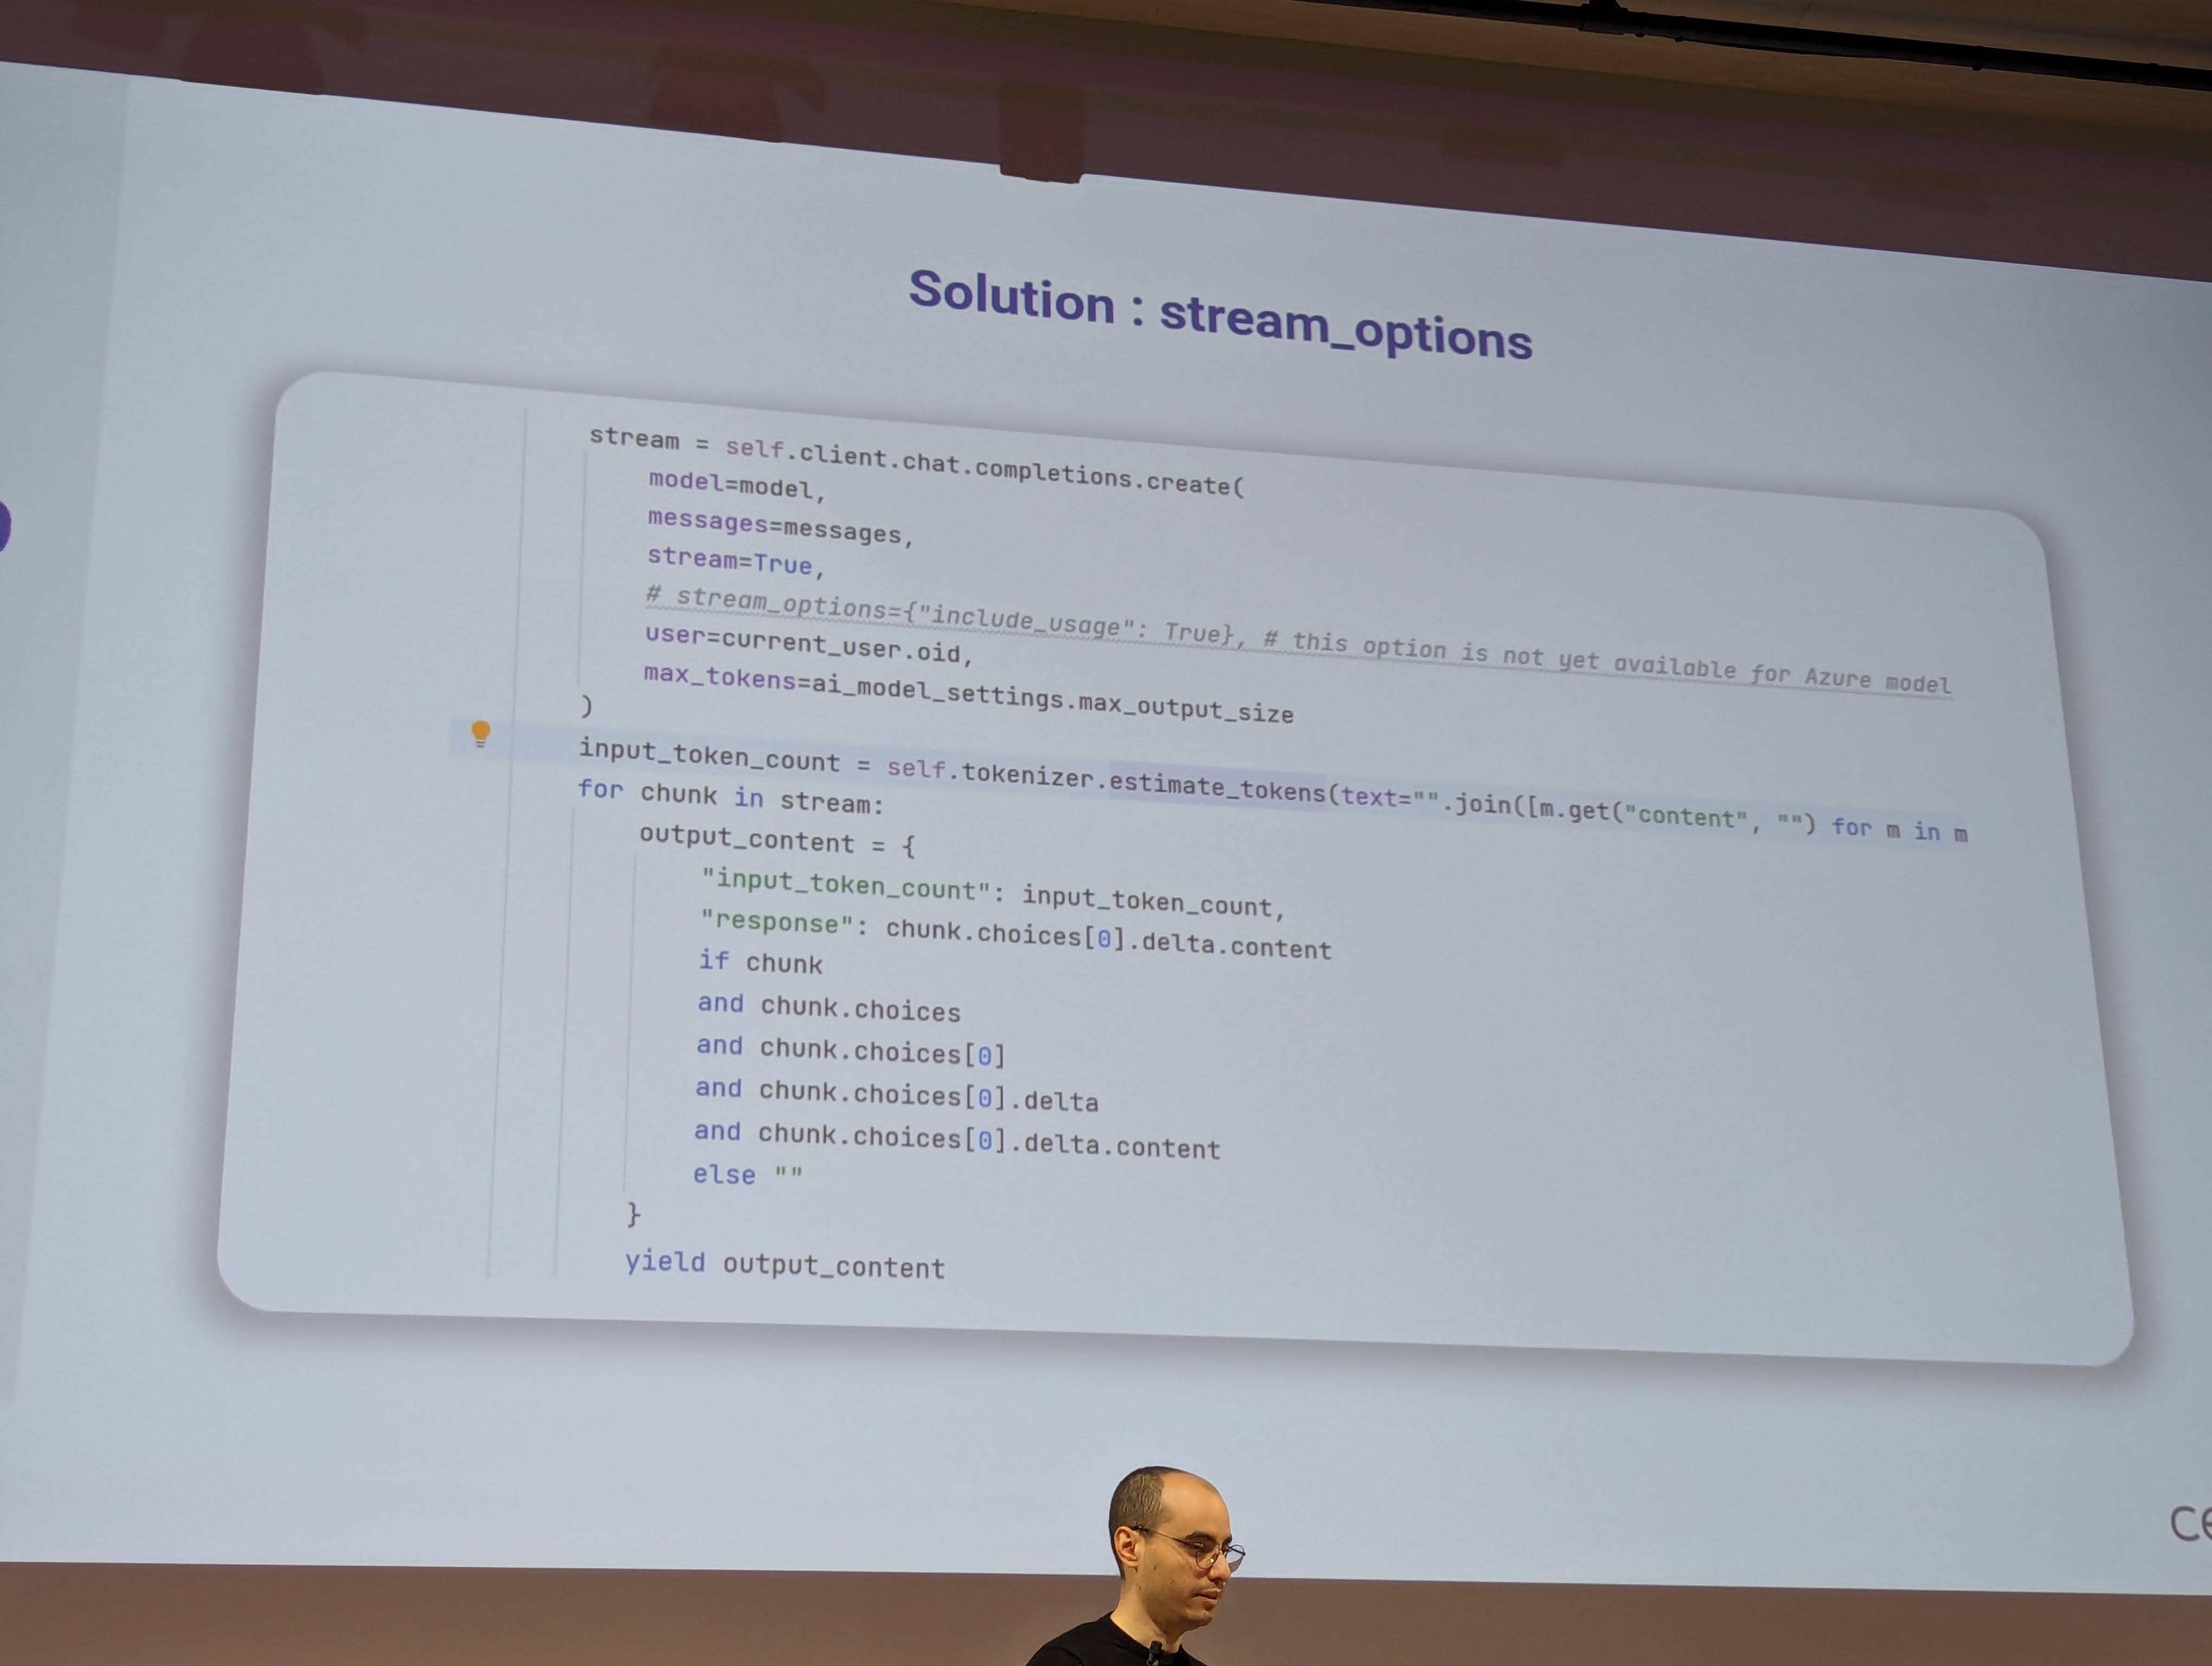 Solution : stream_options
stream = self.client.chat.completions.create(
model=model,
messages=messages,
stream=True,
# stream_options={"include_usage": True}, # this option is not yet available for Azure model
user=current_user.oid,
max_tokens=ai_model_settings.max_output_size
)
input_token_count = self.tokenizer.estimate_tokens(text="".join([m.get("content", "") for m in m
for chunk in stream:
output_content = {
"input_token_count": input_token_count,
"response": chunk.choices[0].delta.content
if chunk
and chunk.choices
and chunk.choices[0]
and chunk.choices[0].delta
and chunk.choices[0].delta.content
else ""
}
yield output_content